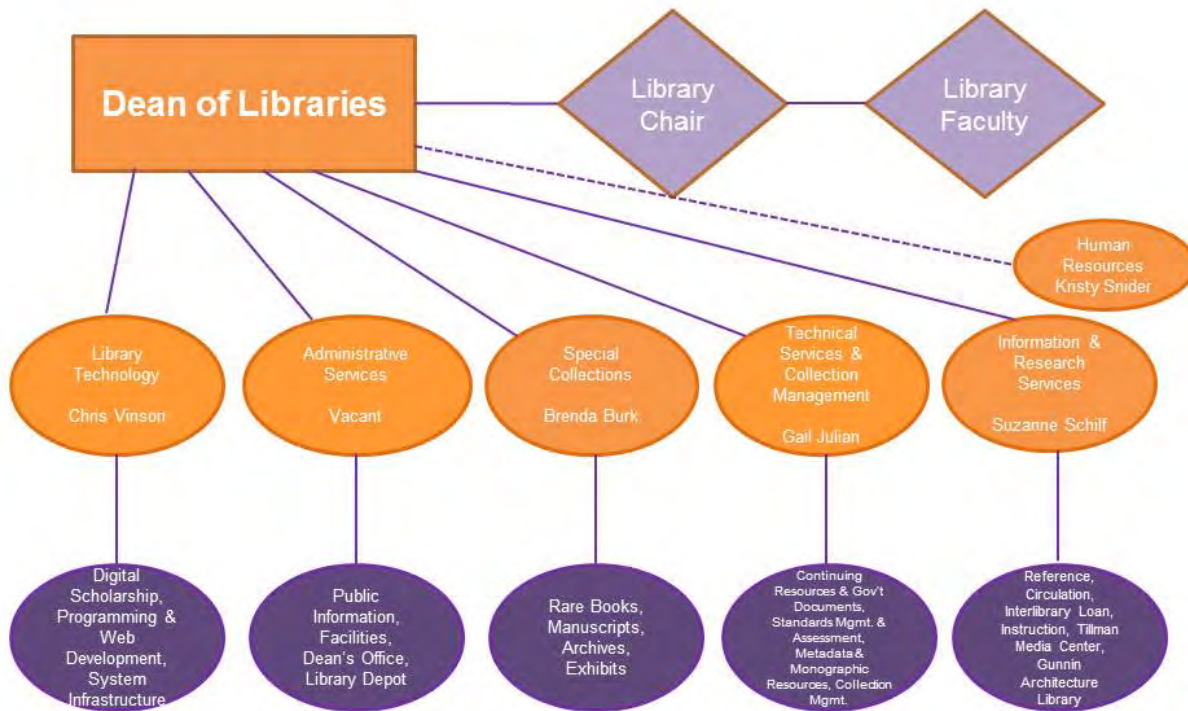 Dean of Libraries
Library
Chair
Library
Faculty
Human
Resources
Kristy Snider
Library
Technology
Chris Vinson
Administrative
Services
Vacant
Special
Collections
Brenda Burk
Technical
Services &
Collection
Management
Gail Julian
Information &
Research
Services
Suzanne Schilf
Digital
Scholarship,
Programming &
Web
Development,
System
Infrastructure
Public
Information,
Facilities,
Dean's Office,
Library Depot
Rare Books,
Manuscripts,
Archives,
Exhibits
Continuing
Resources & Gov't
Documents,
Standards Mgmt. &
Assessment,
Metadata &
Monographic
Resources, Collection
Mgmt.
Reference,
Circulation,
Interlibrary Loan,
Instruction, Tillman
Media Center,
Gunnin
Architecture
Library